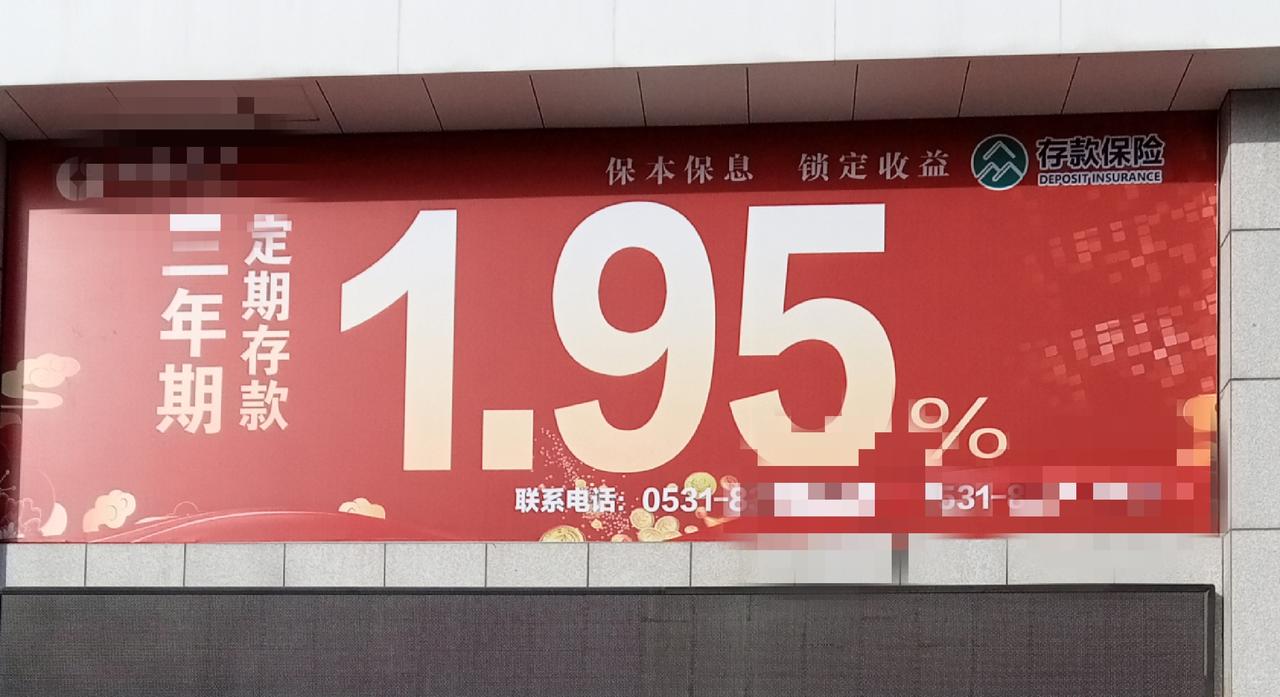 保本保息 锁定收益
存款保险
DEPOSIT INSURANCE
三年期
定期存款
1.95%
联系电话：0531-8
531-8